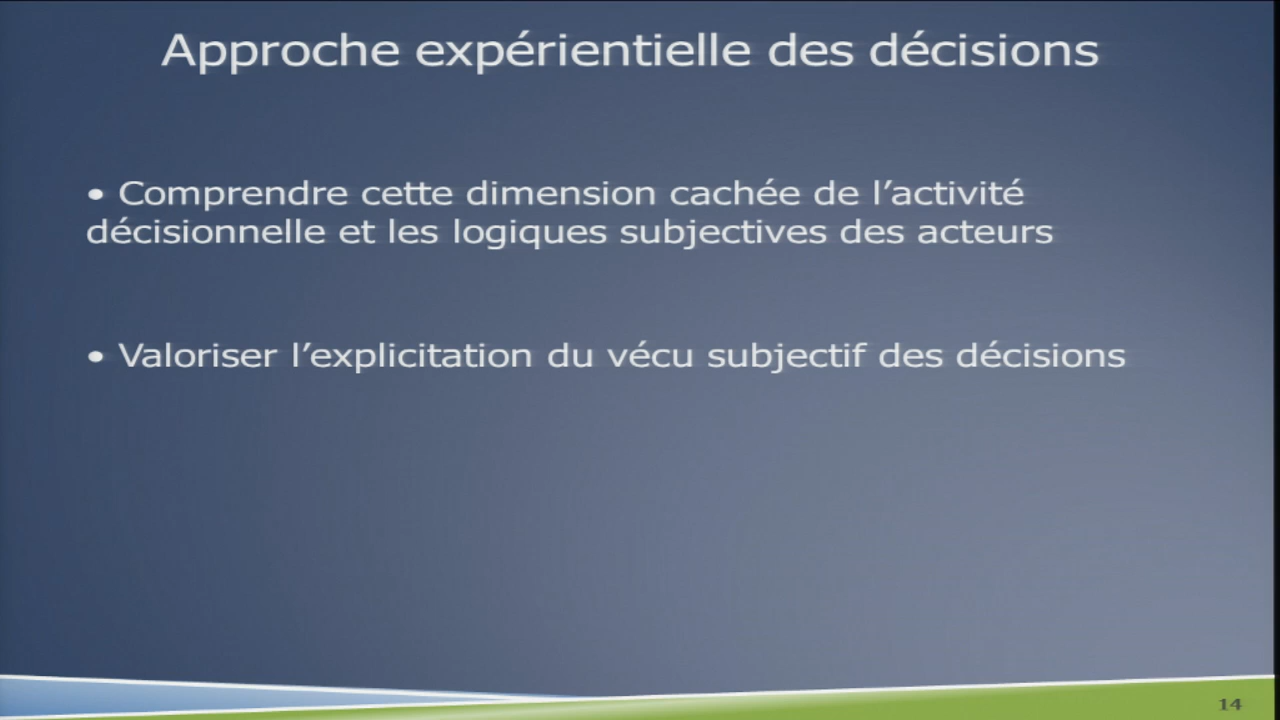 Approche expérientielle des décisions
• Comprendre cette dimension cachée de l’activité
décisionnelle et les logiques subjectives des acteurs
• Valoriser l’explicitation du vécu subjectif des décisions
14